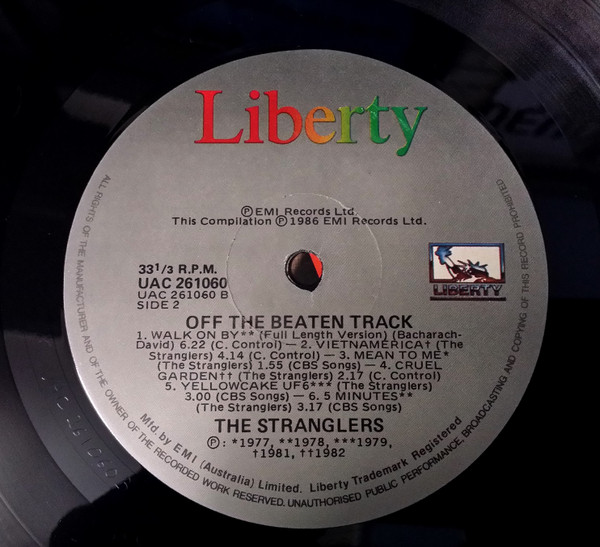 Liberty
ⓅEMI Records Ltd
This Compilation Ⓟ1986 EMI Records Ltd.
33 1/3 R.P.M.
UAC 261060
UAC 261060 B
SIDE 2
LIBERTY
OFF THE BEATEN TRACK
1. WALK ON BY** (Full Length Version) (Bacharach-
David) 6.22 (C. Control) — 2. VIETNAMERICA† (The
Stranglers) 4.14 (C. Control) — 3. MEAN TO ME*
(The Stranglers) 1.55 (CBS Songs) — 4. CRUEL
GARDEN†† (The Stranglers) 2.17 (C. Control)
5. YELLOWCAKE UF6*** (The Stranglers)
3.00 (CBS Songs) — 6. 5 MINUTES**
(The Stranglers) 3.17 (CBS Songs)
THE STRANGLERS
Ⓟ: *1977, **1978, ***1979,
†1981, ††1982
Mfd. by EMI (Australia) Limited. Liberty Trademark Registered
ALL RIGHTS OF THE MANUFACTURER AND OF THE OWNER OF THE RECORDED WORK RESERVED. UNAUTHORISED PUBLIC PERFORMANCE, BROADCASTING AND COPYING OF THIS RECORD PROHIBITED